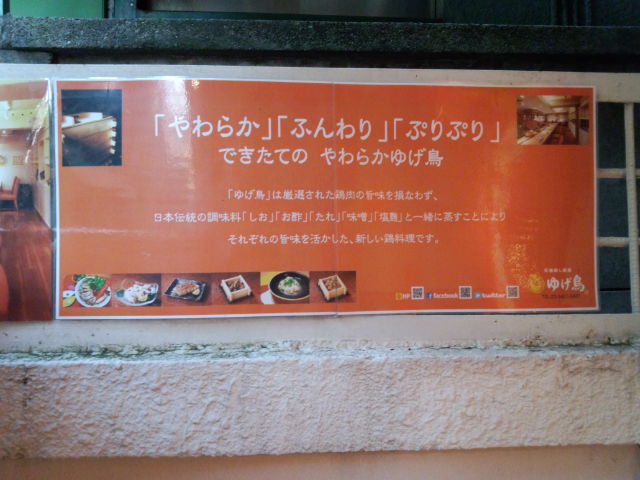 「やわらか」「ふんわり」「ぷりぷり」
できたての やわらかゆげ鳥
「ゆげ鳥」は厳選された鶏肉の旨味を損なわず、
日本伝統の調味料「しお」「お酢」「たれ」「味噌」「塩麹」と一緒に蒸すことにより
それぞれの旨味を活かした、新しい鶏料理です。
HP facebook twitter
ゆげ鳥